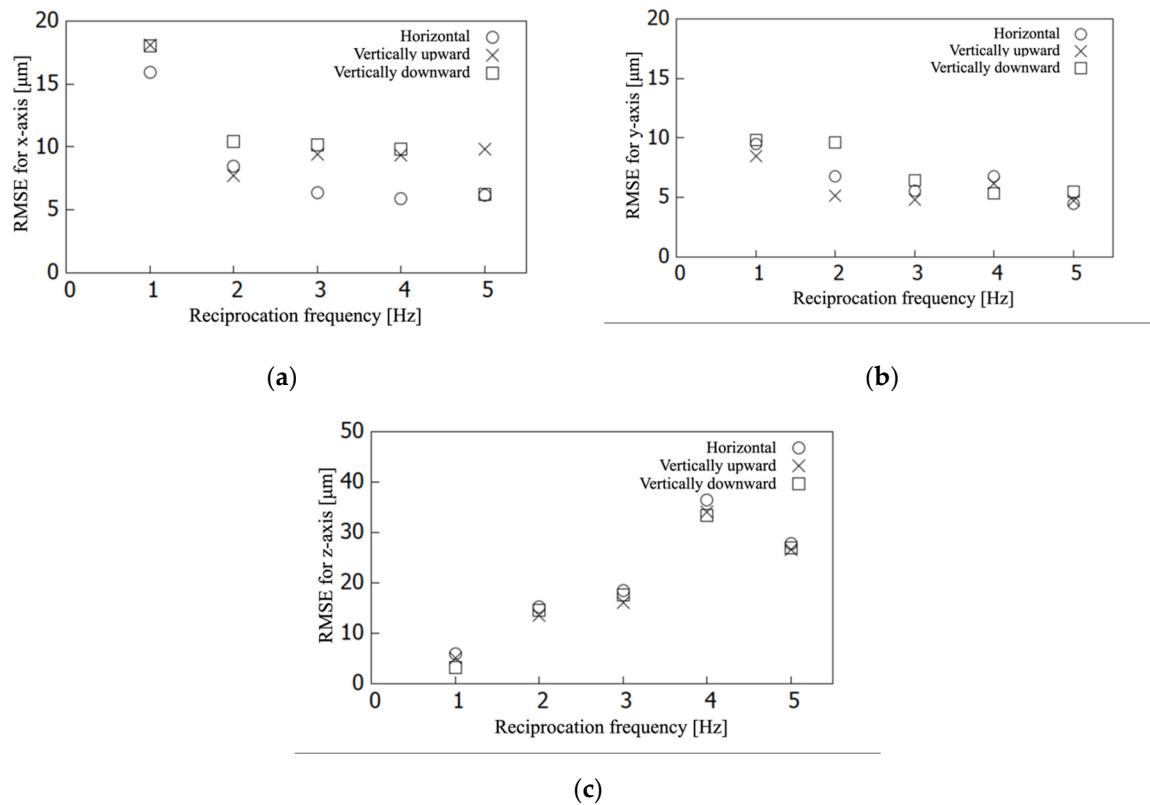 20
15
10
5
0
RMSE for x-axis [µm]
Horizontal
Vertically upward
Vertically downward
0 1 2 3 4 5
Reciprocation frequency [Hz]
(a)
20
15
10
5
0
RMSE for y-axis [µm]
Horizontal
Vertically upward
Vertically downward
0 1 2 3 4 5
Reciprocation frequency [Hz]
(b)
50
40
30
20
10
0
RMSE for z-axis [µm]
Horizontal
Vertically upward
Vertically downward
0 1 2 3 4 5
Reciprocation frequency [Hz]
(c)